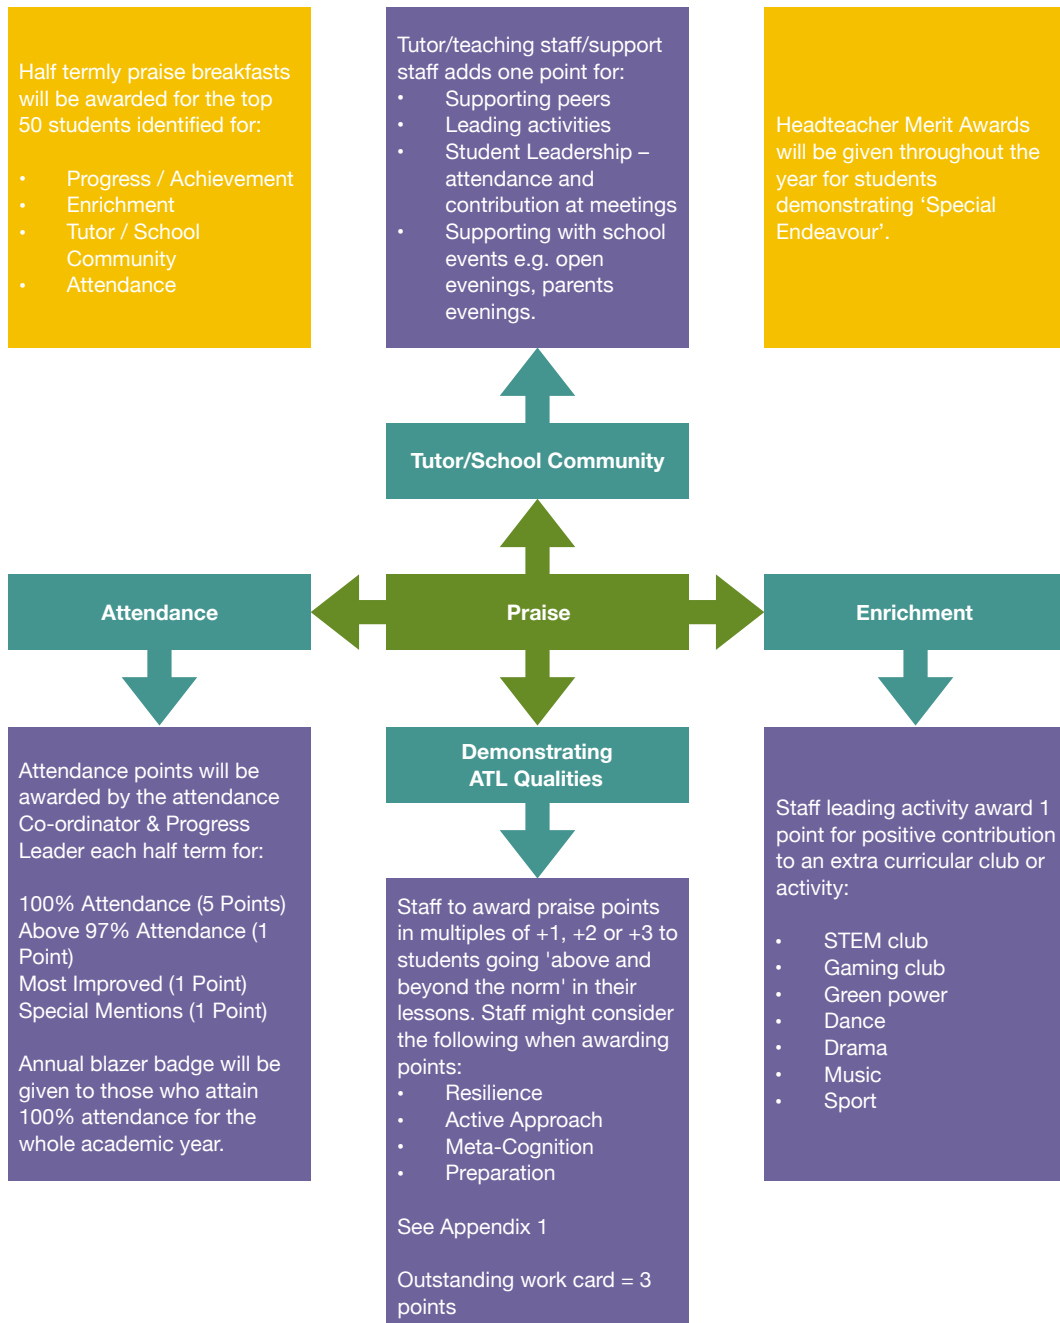 Half termly praise breakfasts
will be awarded for the top
50 students identified for:
• Progress / Achievement
• Enrichment
• Tutor / School
Community
• Attendance
Tutor/teaching staff/support
staff adds one point for:
• Supporting peers
• Leading activities
• Student Leadership –
attendance and
contribution at meetings
• Supporting with school
events e.g. open
evenings, parents
evenings.
Headteacher Merit Awards
will be given throughout the
year for students
demonstrating ‘Special
Endeavour’.
Tutor/School Community
Attendance
Praise
Enrichment
Attendance points will be
awarded by the attendance
Co-ordinator & Progress
Leader each half term for:
100% Attendance (5 Points)
Above 97% Attendance (1
Point)
Most Improved (1 Point)
Special Mentions (1 Point)
Annual blazer badge will be
given to those who attain
100% attendance for the
whole academic year.
Demonstrating
ATL Qualities
Staff to award praise points
in multiples of +1, +2 or +3 to
students going 'above and
beyond the norm' in their
lessons. Staff might consider
the following when awarding
points:
• Resilience
• Active Approach
• Meta-Cognition
• Preparation
See Appendix 1
Outstanding work card = 3
points
Staff leading activity award 1
point for positive contribution
to an extra curricular club or
activity:
• STEM club
• Gaming club
• Green power
• Dance
• Drama
• Music
• Sport